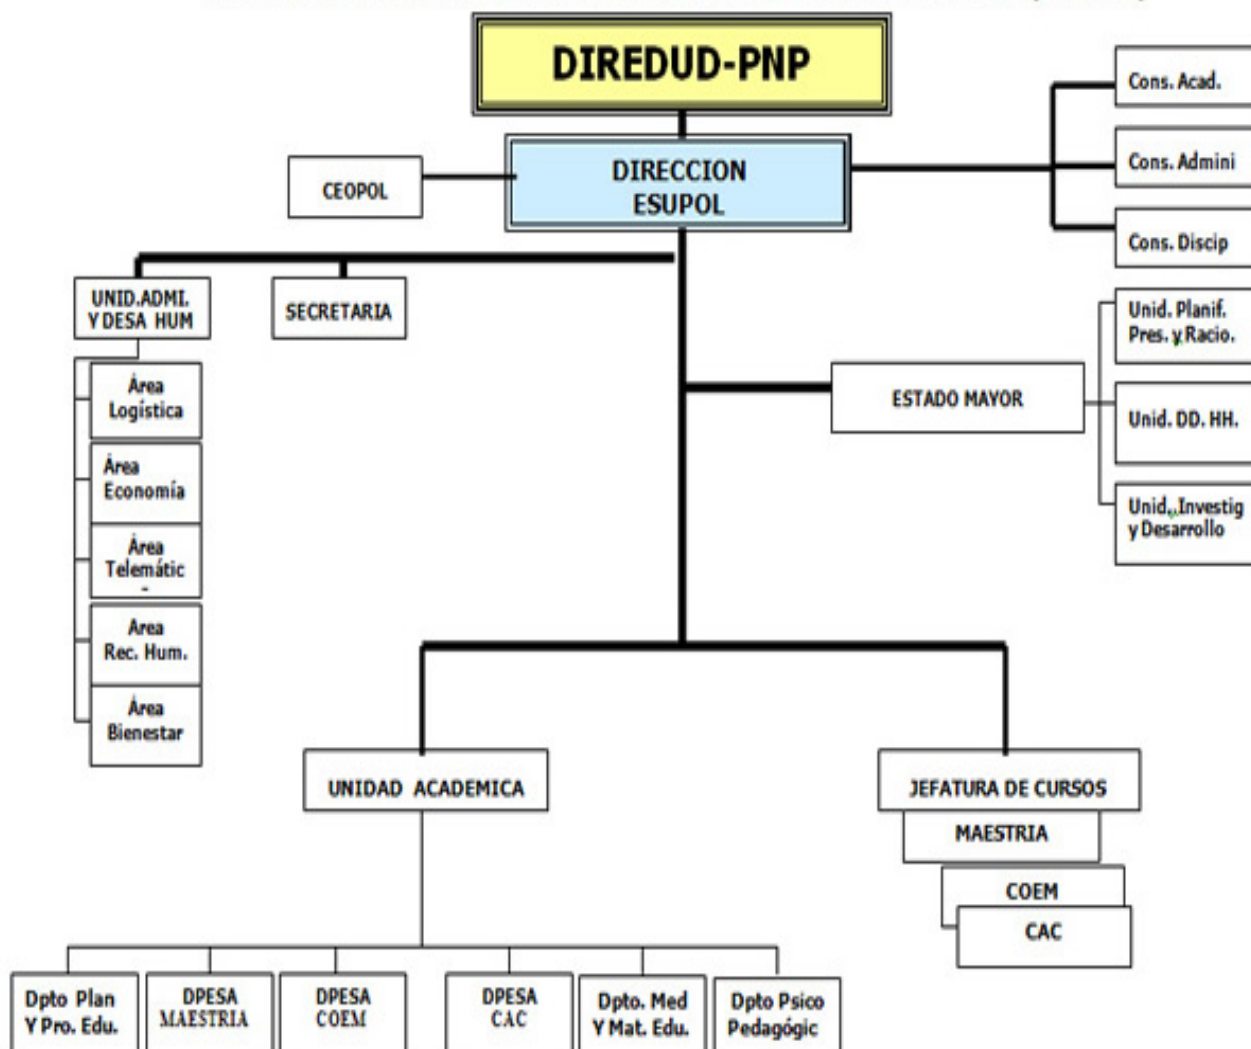 DIREDUD-PNP
DIRECCION
ESUPOL
CEOPOL
Cons. Acad.
Cons. Admini
Cons. Discip
UNID.ADMI.
Y DESA HUM
SECRETARIA
Área
Logística
Área
Economía
Área
Telemátic
Area
Rec. Hum.
Área
Bienestar
ESTADO MAYOR
Unid. Planif.
Pres. y Racio.
Unid. DD. HH.
Unid. Investig
y Desarrollo
UNIDAD ACADEMICA
JEFATURA DE CURSOS
MAESTRIA
COEM
CAC
Dpto Plan
Y Pro. Edu.
DPESA
MAESTRIA
DPESA
COEM
DPESA
CAC
Dpto. Med
Y Mat. Edu.
Dpto Psico
Pedagógic